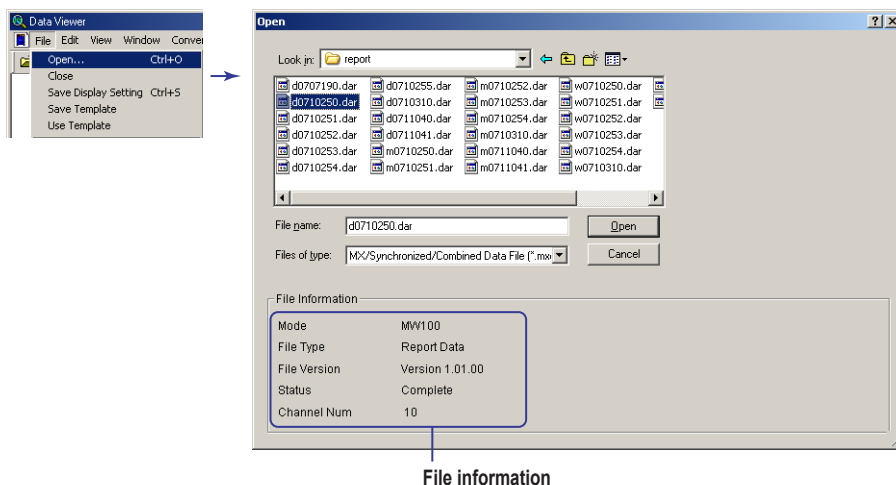 Data Viewer
File Edit View Window Conver
Open... Ctrl+O
Close
Save Display Setting Ctrl+S
Save Template
Use Template
Open
Look in: report
d0707190.dar d0710255.dar m0710252.dar w0710250.dar
d0710250.dar d0710310.dar m0710253.dar w0710251.dar
d0710251.dar d0711040.dar m0710254.dar w0710252.dar
d0710252.dar d0711041.dar m0710310.dar w0710253.dar
d0710253.dar m0710250.dar m0711040.dar w0710254.dar
d0710254.dar m0710251.dar m0711041.dar w0710310.dar
File name: d0710250.dar Open
Files of type: MX/Synchronized/Combined Data File (*.mx Cancel
File Information
Mode MW100
File Type Report Data
File Version Version 1.01.00
Status Complete
Channel Num 10
File information